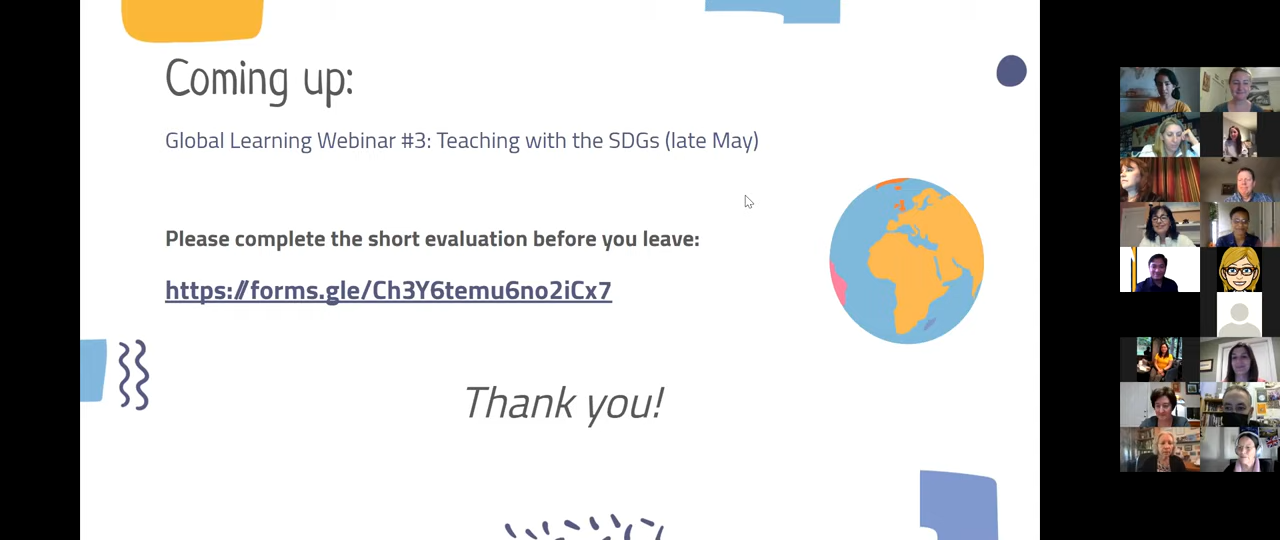 Coming up:
Global Learning Webinar #3: Teaching with the SDGs (late May)
Please complete the short evaluation before you leave:
https://forms.gle/Ch3Y6temu6no2iCx7
Thank you!